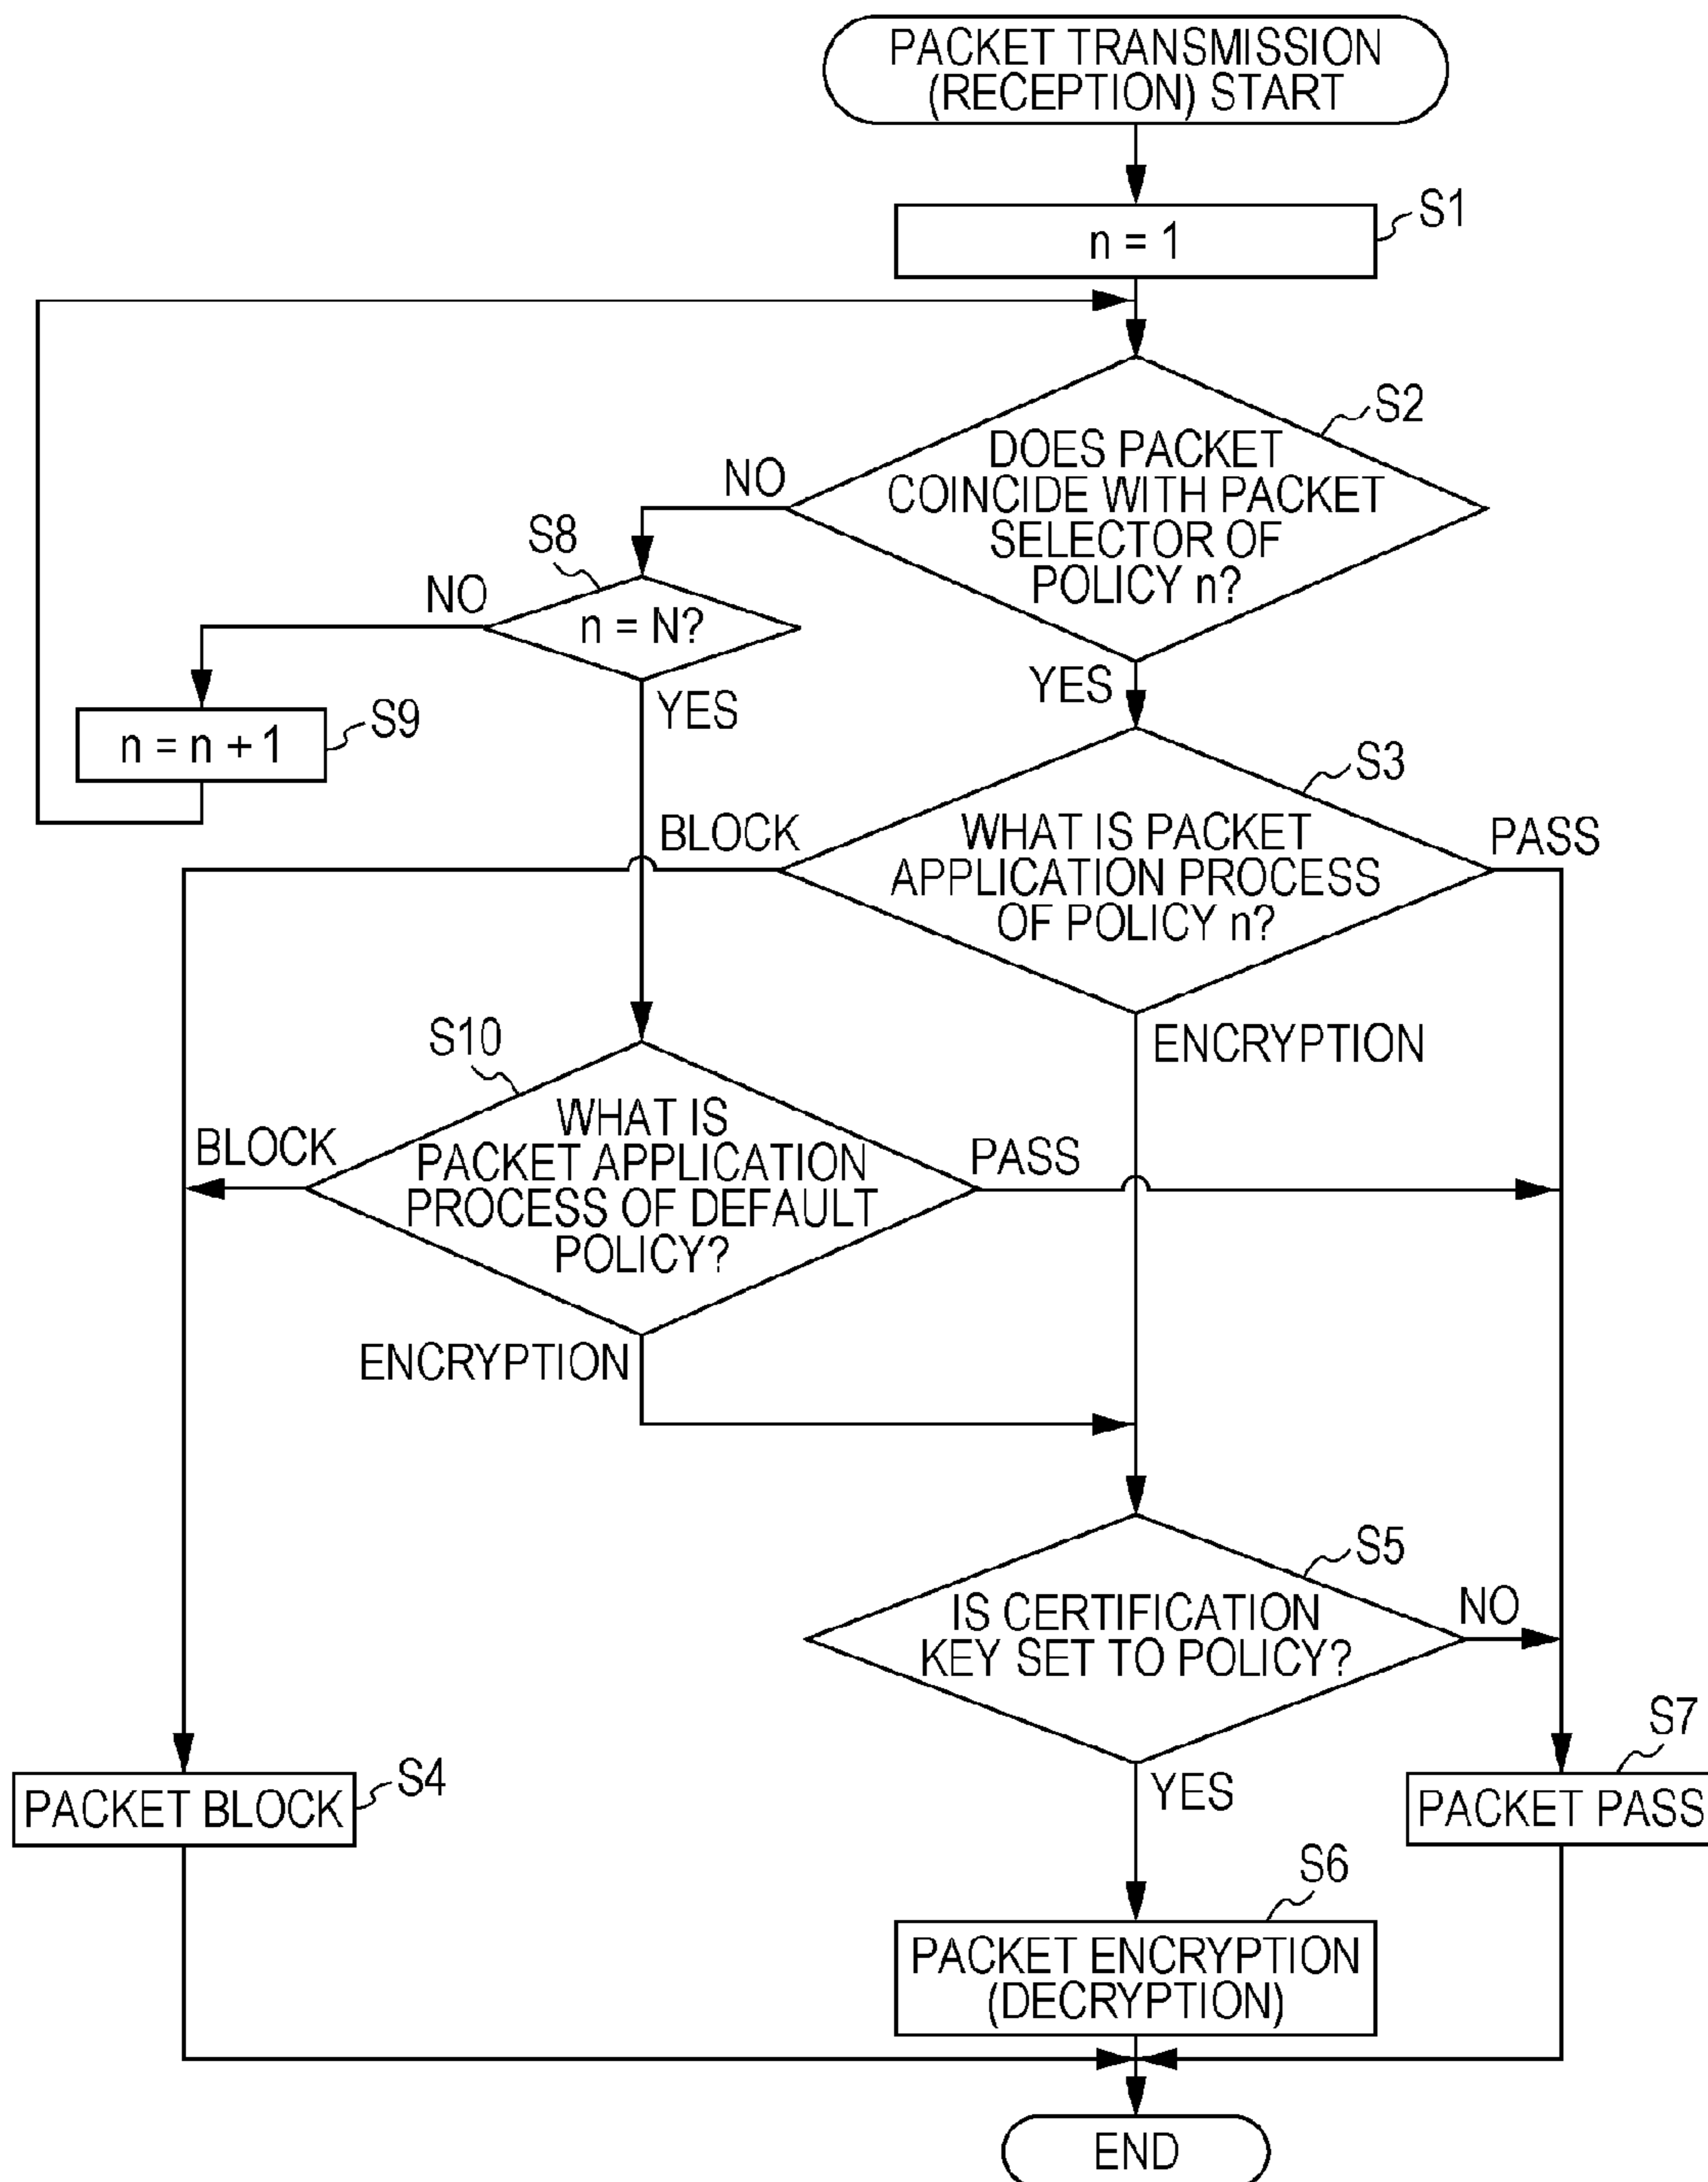 PACKET TRANSMISSION
(RECEPTION) START
S1
n = 1
S2
DOES PACKET
COINCIDE WITH PACKET
SELECTOR OF
POLICY n?
NO
S8
NO
n = N?
YES
YES
S9
n = n + 1
S3
BLOCK
WHAT IS PACKET
APPLICATION PROCESS
OF POLICY n?
PASS
ENCRYPTION
S10
WHAT IS
PACKET APPLICATION
PROCESS OF DEFAULT
POLICY?
BLOCK
PASS
ENCRYPTION
S5
IS CERTIFICATION
KEY SET TO POLICY?
NO
YES
S4
PACKET BLOCK
S7
PACKET PASS
S6
PACKET ENCRYPTION
(DECRYPTION)
END